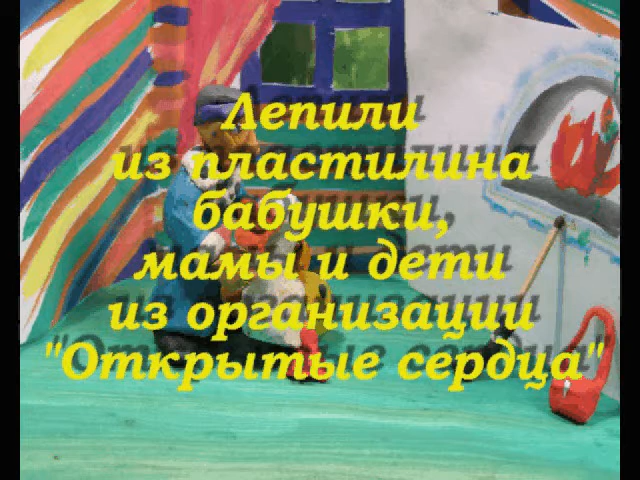 Лепили
из пластилина
бабушки,
мамы и дети
из организации
"Открытые сердца"